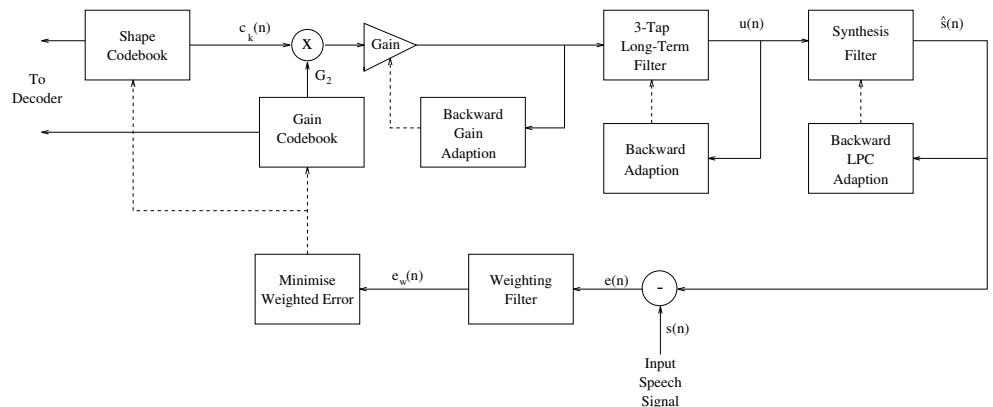 Shape
Codebook
c_k(n)
X
Gain
3-Tap
Long-Term
Filter
u(n)
Synthesis
Filter
ŝ(n)
To
Decoder
G_2
Gain
Codebook
Backward
Gain
Adaption
Backward
Adaption
Backward
LPC
Adaption
Minimise
Weighted Error
e_w(n)
Weighting
Filter
e(n)
-
s(n)
Input
Speech
Signal